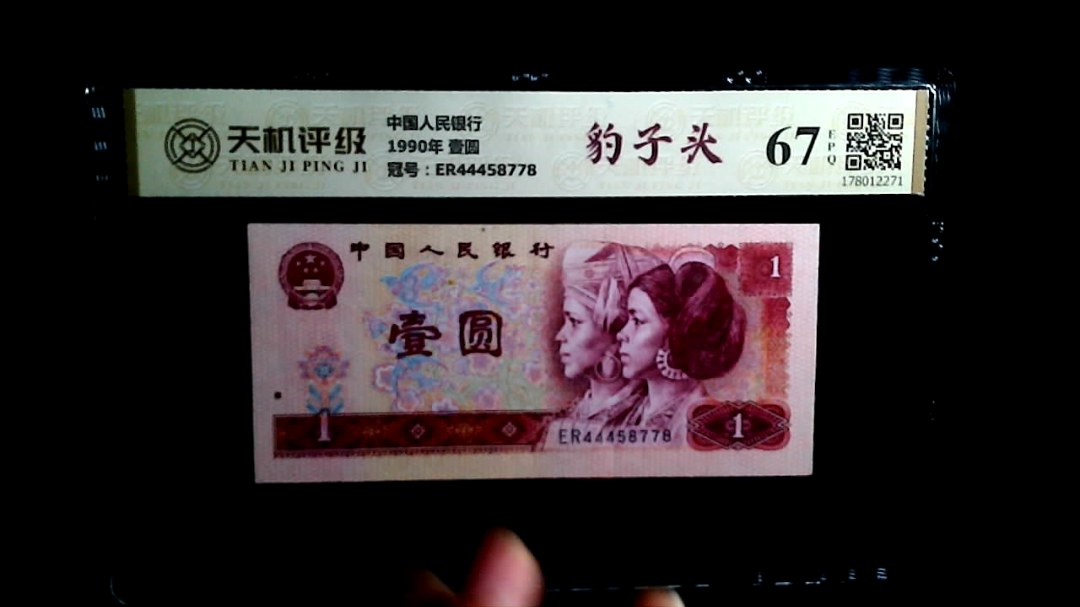 天机评级
TIAN JI PING JI
中国人民银行
1990年 壹圆
冠号：ER44458778
豹子头
67
EPQ
178012271
中国人民银行
1
壹圆
1
ER44458778
1